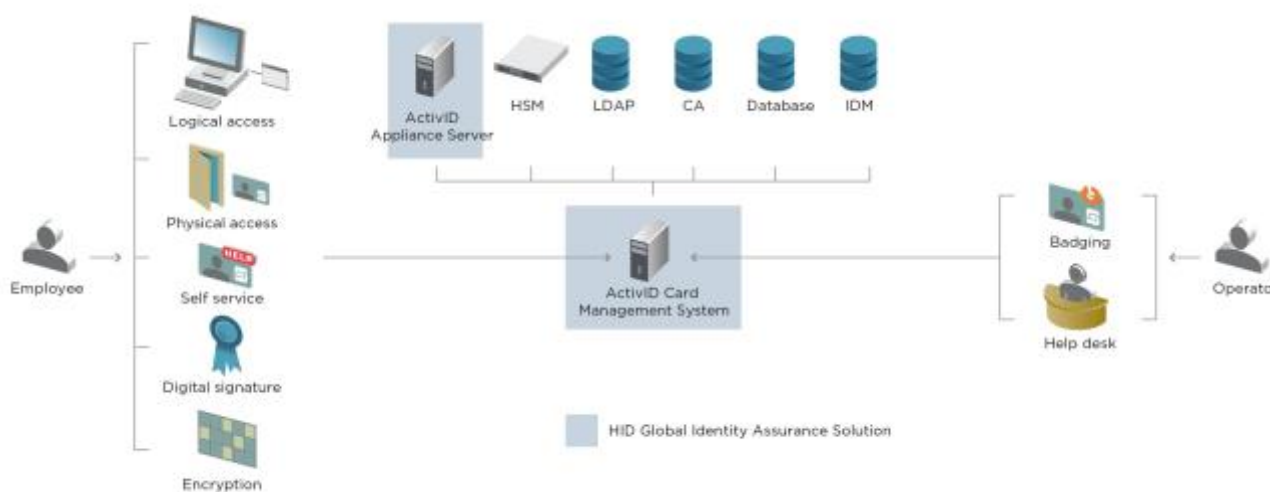 Logical access
ActivID
Appliance Server
HSM
LDAP
CA
Database
IDM
Physical access
Employee
HELP
Self service
ActivID Card
Management System
Badging
Operato
Help desk
Digital signature
HID Global Identity Assurance Solution
Encryption